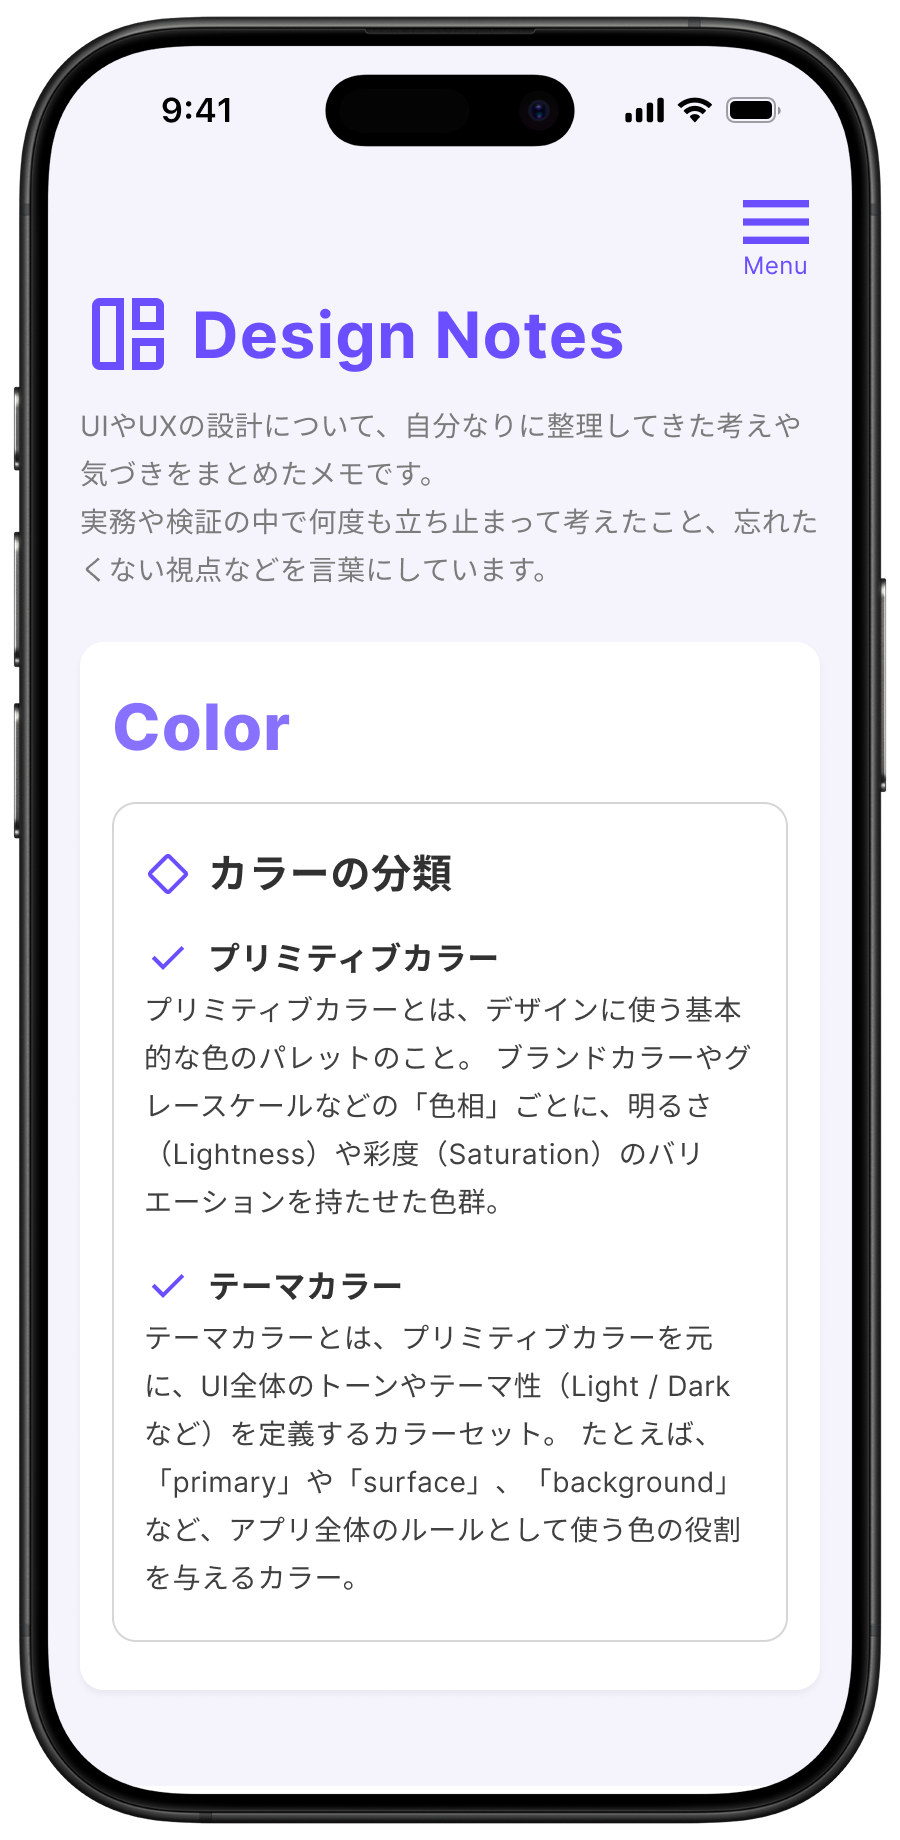 9:41
Menu
Design Notes
UIやUXの設計について、自分なりに整理してきた考えや
気づきをまとめたメモです。
実務や検証の中で何度も立ち止まって考えたこと、忘れた
くない視点などを言葉にしています。
Color
カラーの分類
プリミティブカラー
プリミティブカラーとは、デザインに使う基本
的な色のパレットのこと。 ブランドカラーやグ
レースケールなどの「色相」ごとに、明るさ
（Lightness）や彩度（Saturation）のバリ
エーションを持たせた色群。
テーマカラー
テーマカラーとは、プリミティブカラーを元
に、UI全体のトーンやテーマ性（Light / Dark
など）を定義するカラーセット。 たとえば、
「primary」や「surface」、「background」
など、アプリ全体のルールとして使う色の役割
を与えるカラー。